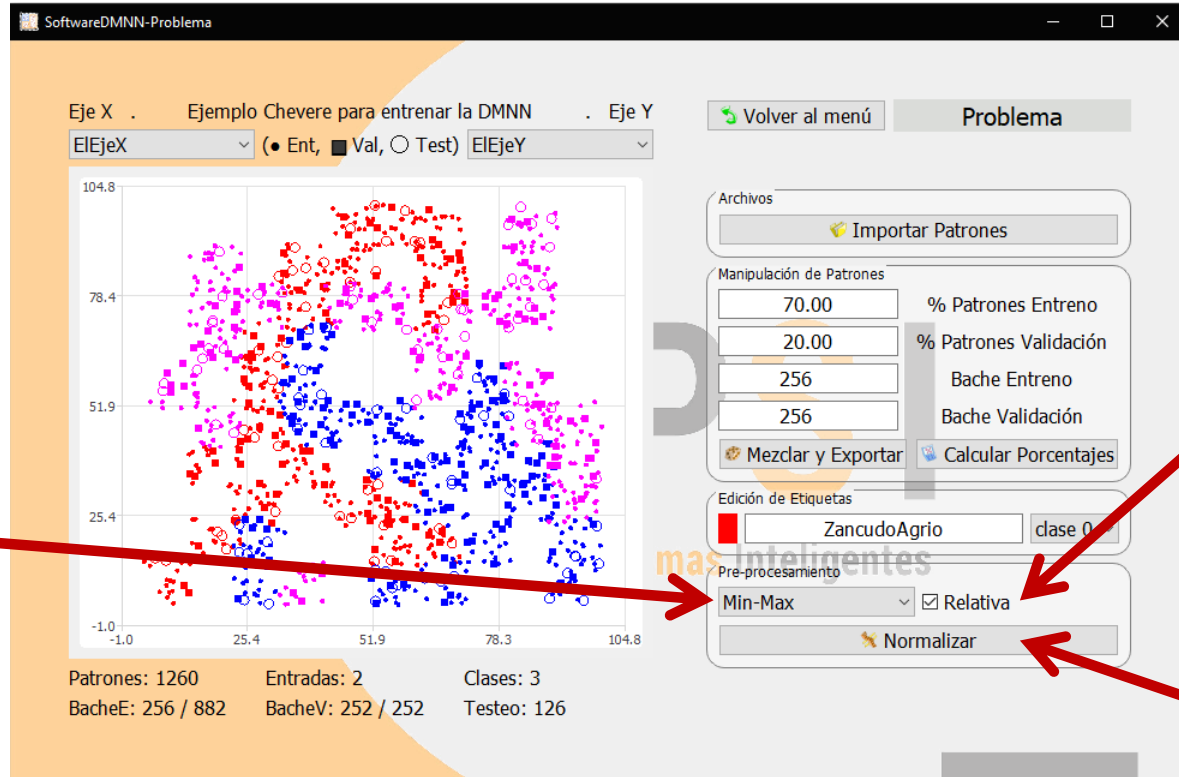 SoftwareDMNN-Problema
Eje X . Ejemplo Chevere para entrenar la DMNN . Eje Y
ElEjeX (● Ent, ■ Val, ○ Test) ElEjeY
104.8
78.4
51.9
25.4
-1.0
-1.0 25.4 51.9 78.3 104.8
Patrones: 1260 Entradas: 2 Clases: 3
BacheE: 256 / 882 BacheV: 252 / 252 Testeo: 126
Volver al menú Problema
Archivos
Importar Patrones
Manipulación de Patrones
70.00 % Patrones Entreno
20.00 % Patrones Validación
256 Bache Entreno
256 Bache Validación
Mezclar y Exportar Calcular Porcentajes
Edición de Etiquetas
ZancudoAgrio clase 0
mas Inteligentes
Pre-procesamiento
Min-Max Relativa
Normalizar